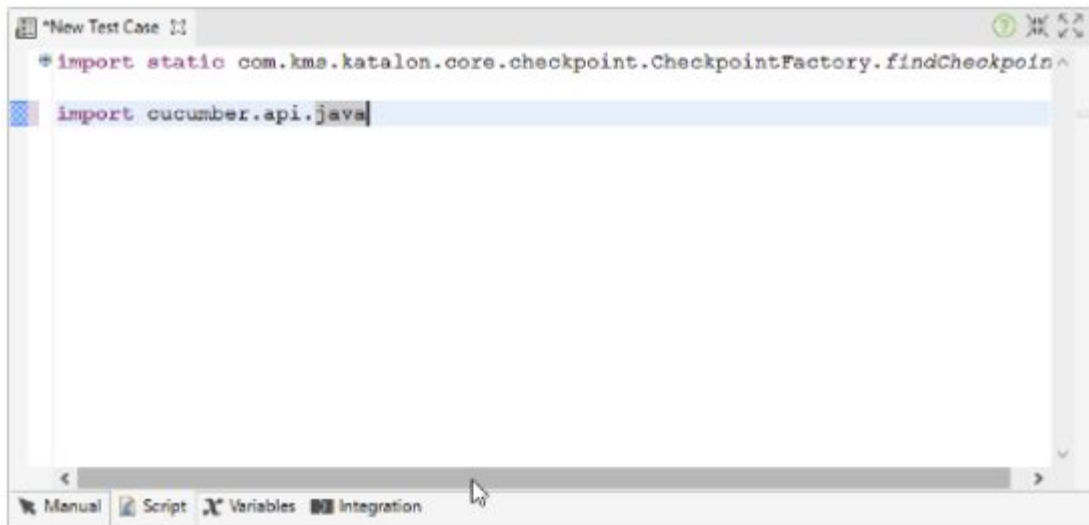 *New Test Case
import static com.kms.katalon.core.checkpoint.CheckpointFactory.findCheckpoin
import cucumber.api.java
Manual Script Variables Integration